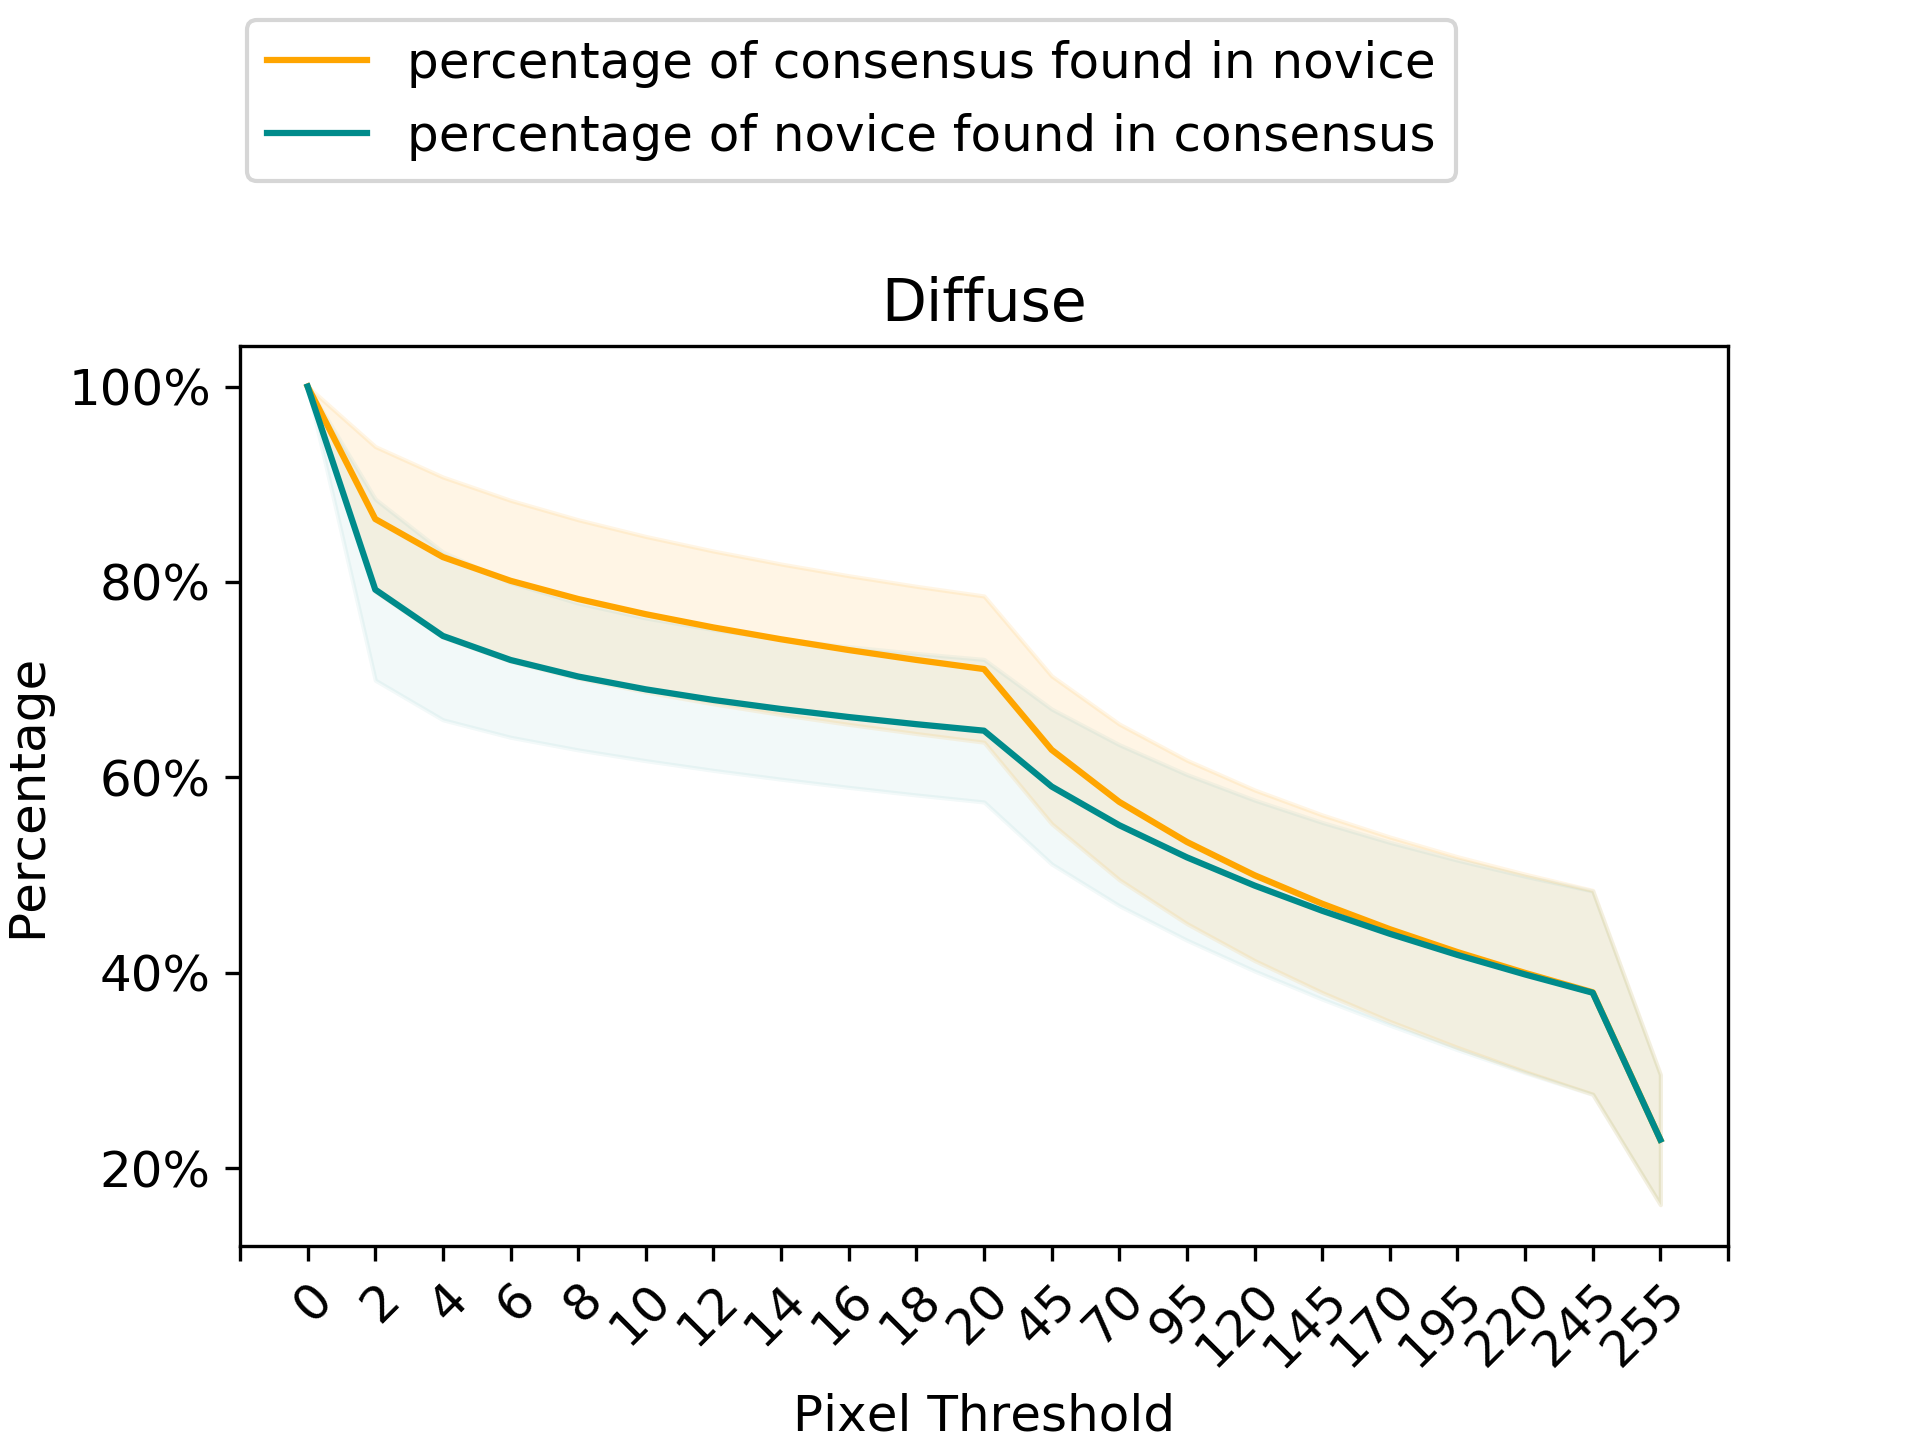 percentage of consensus found in novice
percentage of novice found in consensus
Diffuse
100%
80%
60%
40%
20%
Percentage
0 2 4 6 8 10 12 14 16 18 20 45 70 95 120 145 170 195 220 245 255
Pixel Threshold